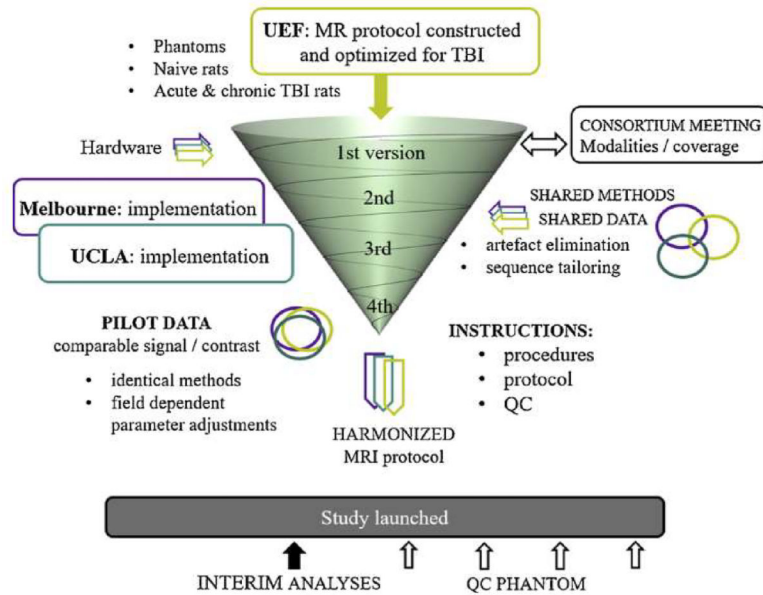 UEF: MR protocol constructed
and optimized for TBI
• Phantoms
• Naive rats
• Acute & chronic TBI rats
Hardware
1st version
CONSORTIUM MEETING
Modalities / coverage
Melbourne: implementation
UCLA: implementation
2nd
SHARED METHODS
SHARED DATA
• artefact elimination
• sequence tailoring
3rd
4th
PILOT DATA
comparable signal / contrast
• identical methods
• field dependent
parameter adjustments
INSTRUCTIONS:
• procedures
• protocol
• QC
HARMONIZED
MRI protocol
Study launched
INTERIM ANALYSES
QC PHANTOM